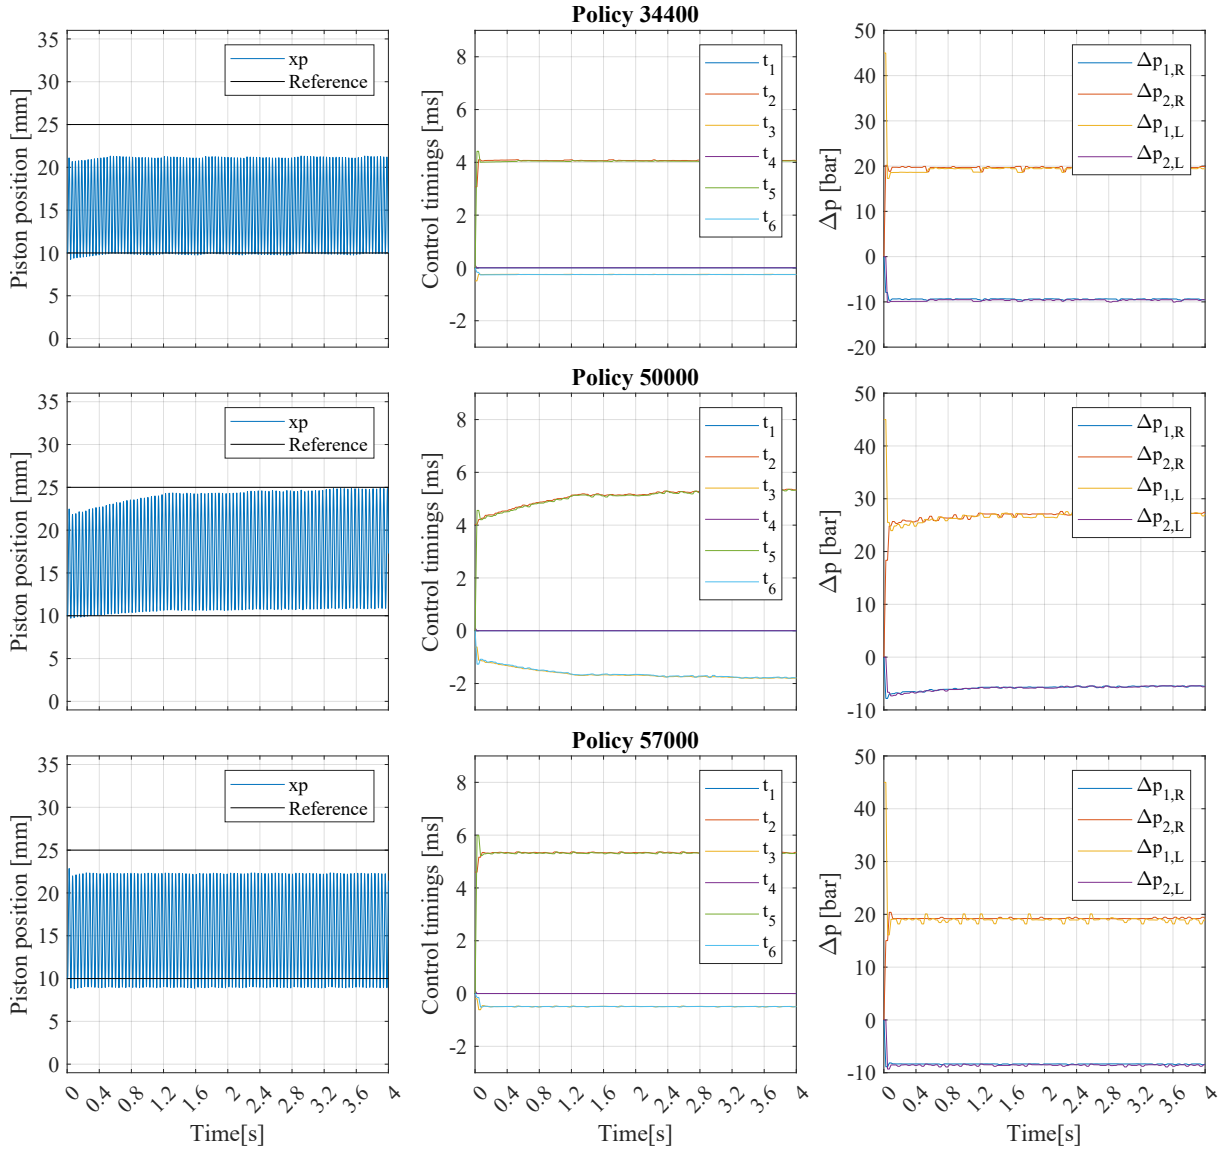 Policy 34400
Piston position [mm]
35
30
25
20
15
10
5
0
xp
Reference
Control timings [ms]
8
6
4
2
0
-2
t1
t2
t3
t4
t5
t6
Δp [bar]
50
40
30
20
10
0
-10
-20
Δp1,R
Δp2,R
Δp1,L
Δp2,L
Policy 50000
Piston position [mm]
35
30
25
20
15
10
5
0
xp
Reference
Control timings [ms]
8
6
4
2
0
-2
t1
t2
t3
t4
t5
t6
Δp [bar]
50
40
30
20
10
0
-10
Δp1,R
Δp2,R
Δp1,L
Δp2,L
Policy 57000
Piston position [mm]
35
30
25
20
15
10
5
0
xp
Reference
0 0.4 0.8 1.2 1.6 2 2.4 2.8 3.2 3.6 4
Time[s]
Control timings [ms]
8
6
4
2
0
-2
t1
t2
t3
t4
t5
t6
0 0.4 0.8 1.2 1.6 2 2.4 2.8 3.2 3.6 4
Time[s]
Δp [bar]
50
40
30
20
10
0
-10
Δp1,R
Δp2,R
Δp1,L
Δp2,L
0 0.4 0.8 1.2 1.6 2 2.4 2.8 3.2 3.6 4
Time[s]